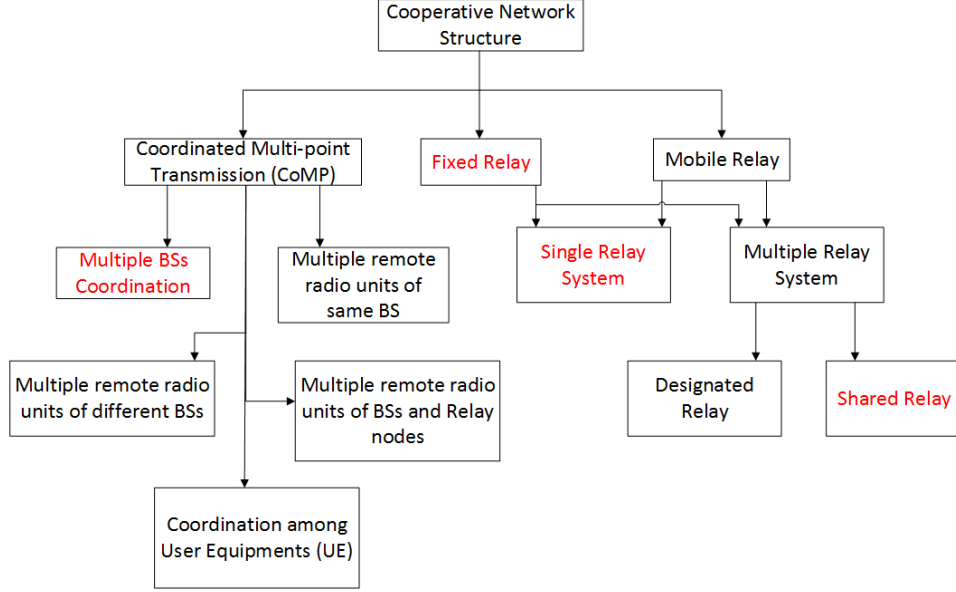 Cooperative Network
Structure
Coordinated Multi-point
Transmission (CoMP)
Fixed Relay
Mobile Relay
Multiple BSs
Coordination
Multiple remote
radio units of
same BS
Single Relay
System
Multiple Relay
System
Multiple remote radio
units of different BSs
Multiple remote radio
units of BSs and Relay
nodes
Designated
Relay
Shared Relay
Coordination among
User Equipments (UE)